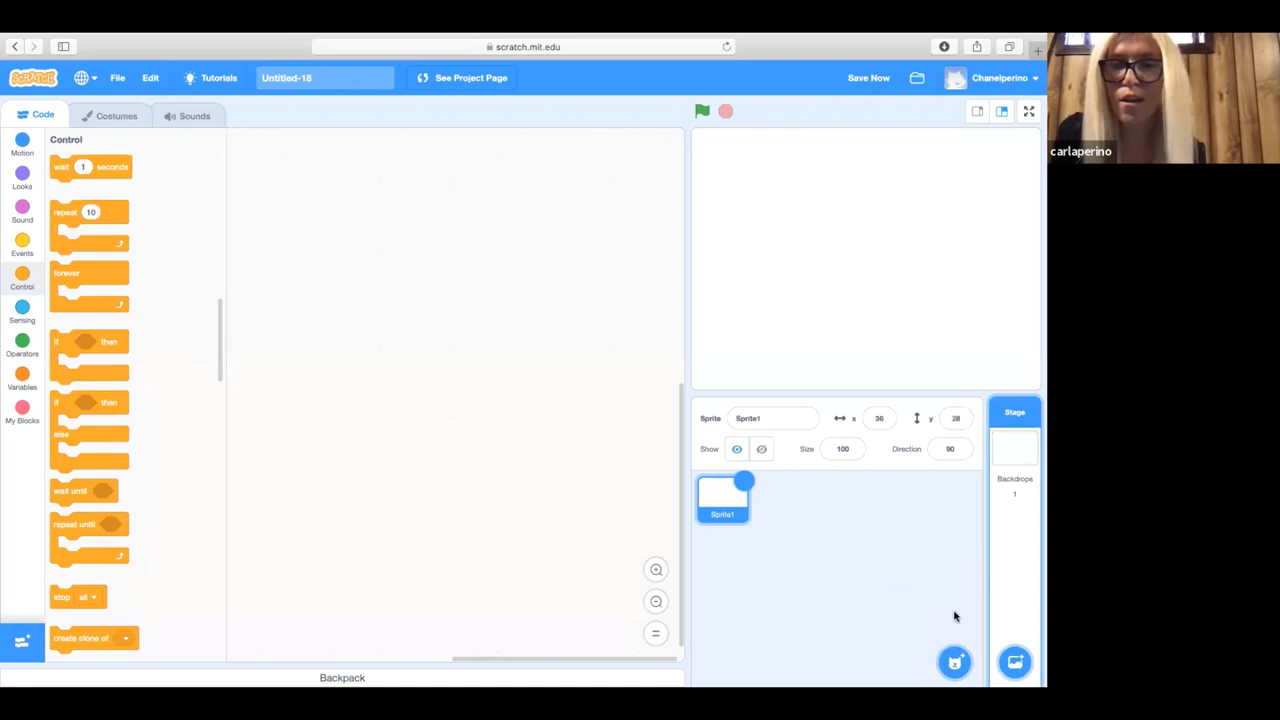 scratch.mit.edu
SCRATCH
File
Edit
Tutorials
Untitled-18
See Project Page
Save Now
Chanelperino
Code
Costumes
Sounds
carlaperino
Motion
Looks
Sound
Events
Control
Sensing
Operators
Variables
My Blocks
Control
wait 1 seconds
repeat 10
forever
if then
if then
else
wait until
repeat until
stop all
create clone of
Backpack
Sprite Sprite1 x 36 y 28
Show Size 100 Direction 90
Sprite1
Stage
Backdrops
1